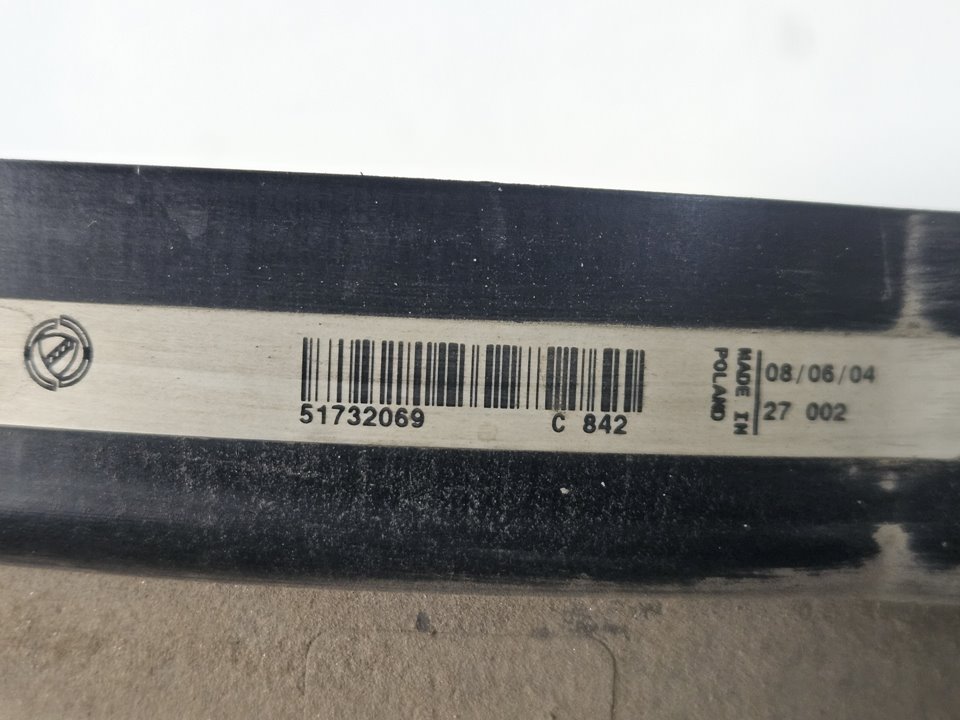 51732069
C 842
MADE IN
POLAND
08/06/04
27 002